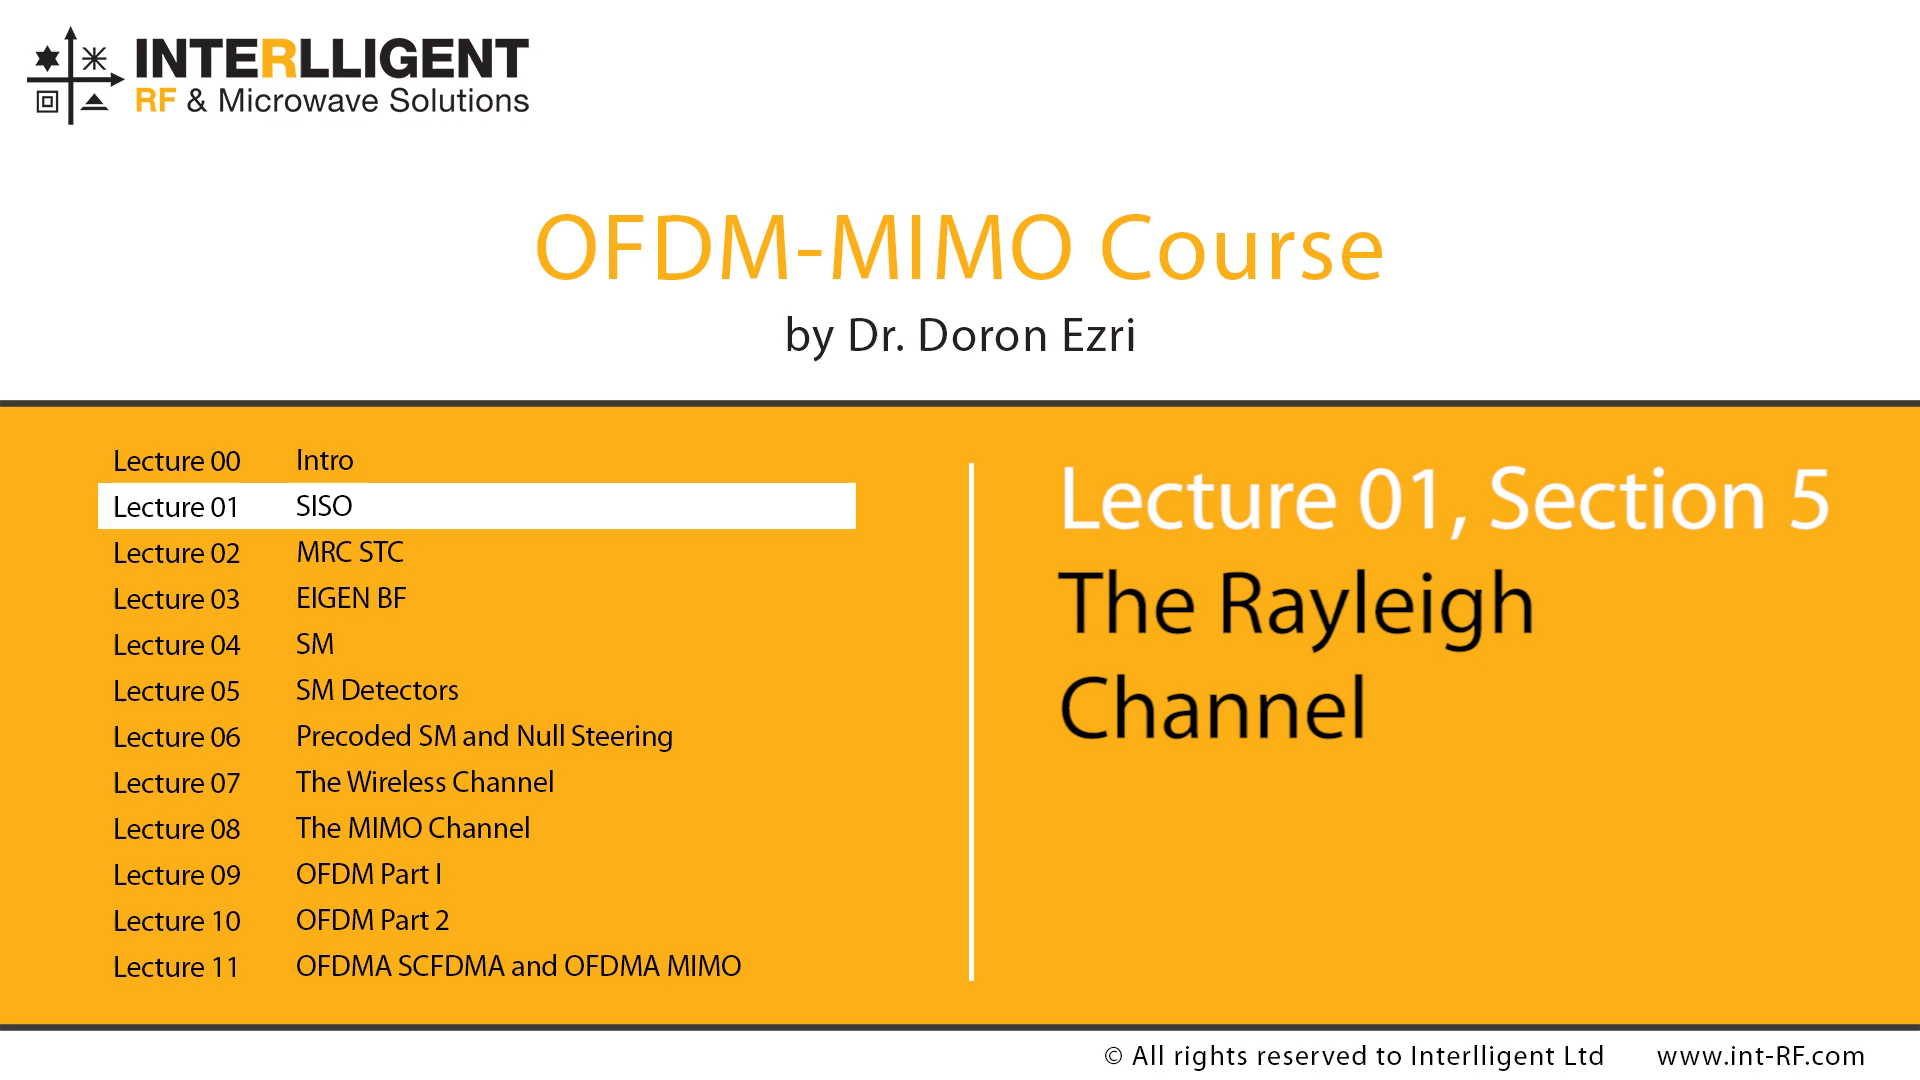 INTERLLIGENT
RF & Microwave Solutions
OFDM-MIMO Course
by Dr. Doron Ezri
Lecture 00 Intro
Lecture 01 SISO
Lecture 02 MRC STC
Lecture 03 EIGEN BF
Lecture 04 SM
Lecture 05 SM Detectors
Lecture 06 Precoded SM and Null Steering
Lecture 07 The Wireless Channel
Lecture 08 The MIMO Channel
Lecture 09 OFDM Part I
Lecture 10 OFDM Part 2
Lecture 11 OFDMA SCFDMA and OFDMA MIMO
Lecture 01, Section 5
The Rayleigh
Channel
© All rights reserved to Interlligent Ltd www.int-RF.com